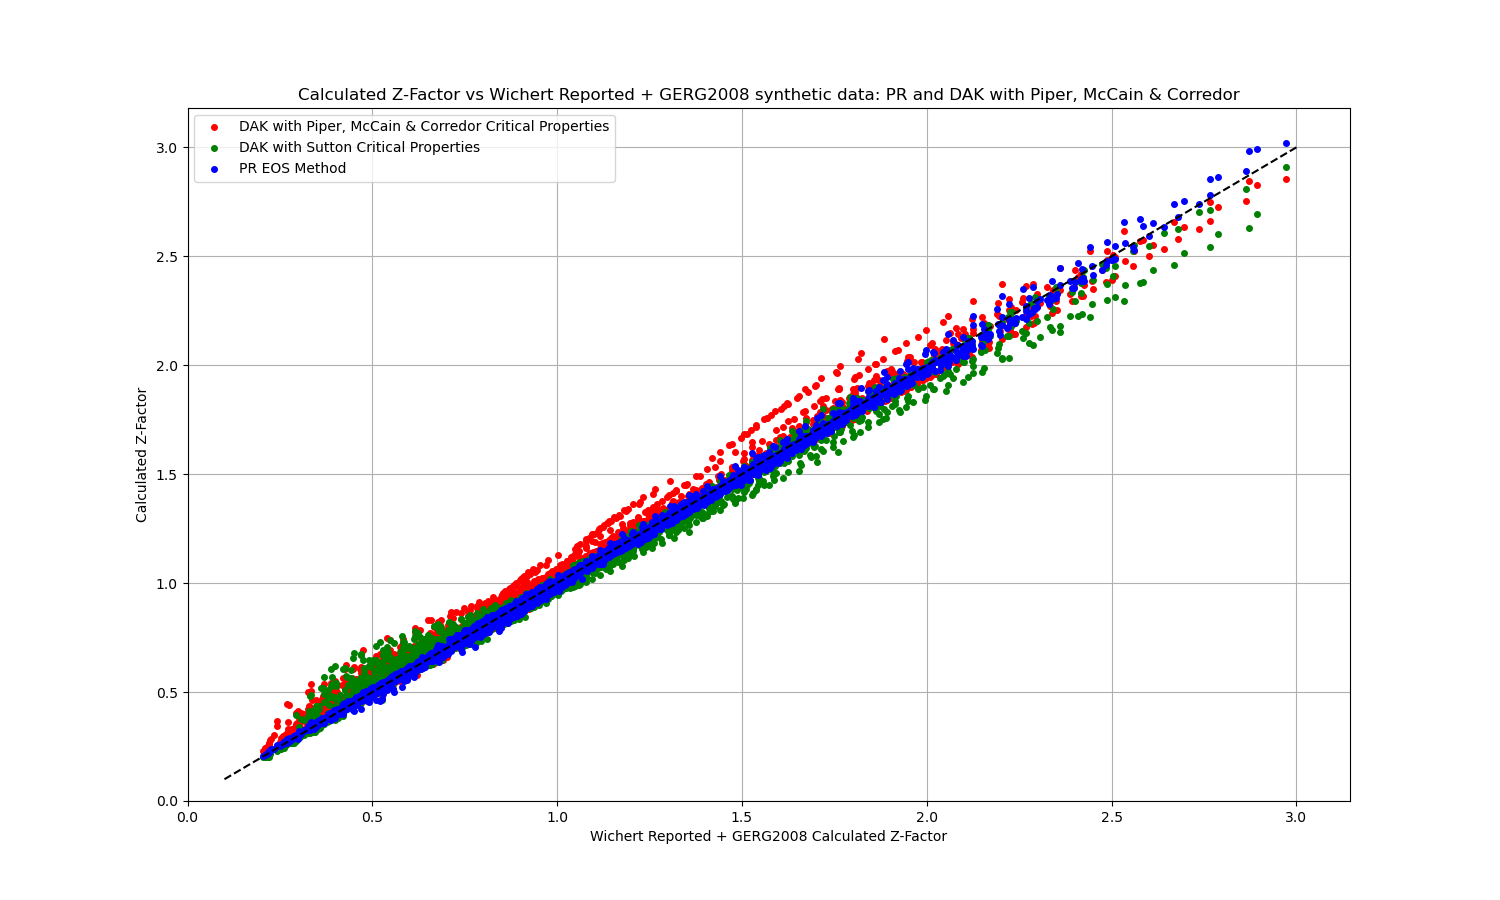 Calculated Z-Factor vs Wichert Reported + GERG2008 synthetic data: PR and DAK with Piper, McCain & Corredor
DAK with Piper, McCain & Corredor Critical Properties
DAK with Sutton Critical Properties
PR EOS Method
Calculated Z-Factor
3.0
2.5
2.0
1.5
1.0
0.5
0.0
0.0 0.5 1.0 1.5 2.0 2.5 3.0
Wichert Reported + GERG2008 Calculated Z-Factor